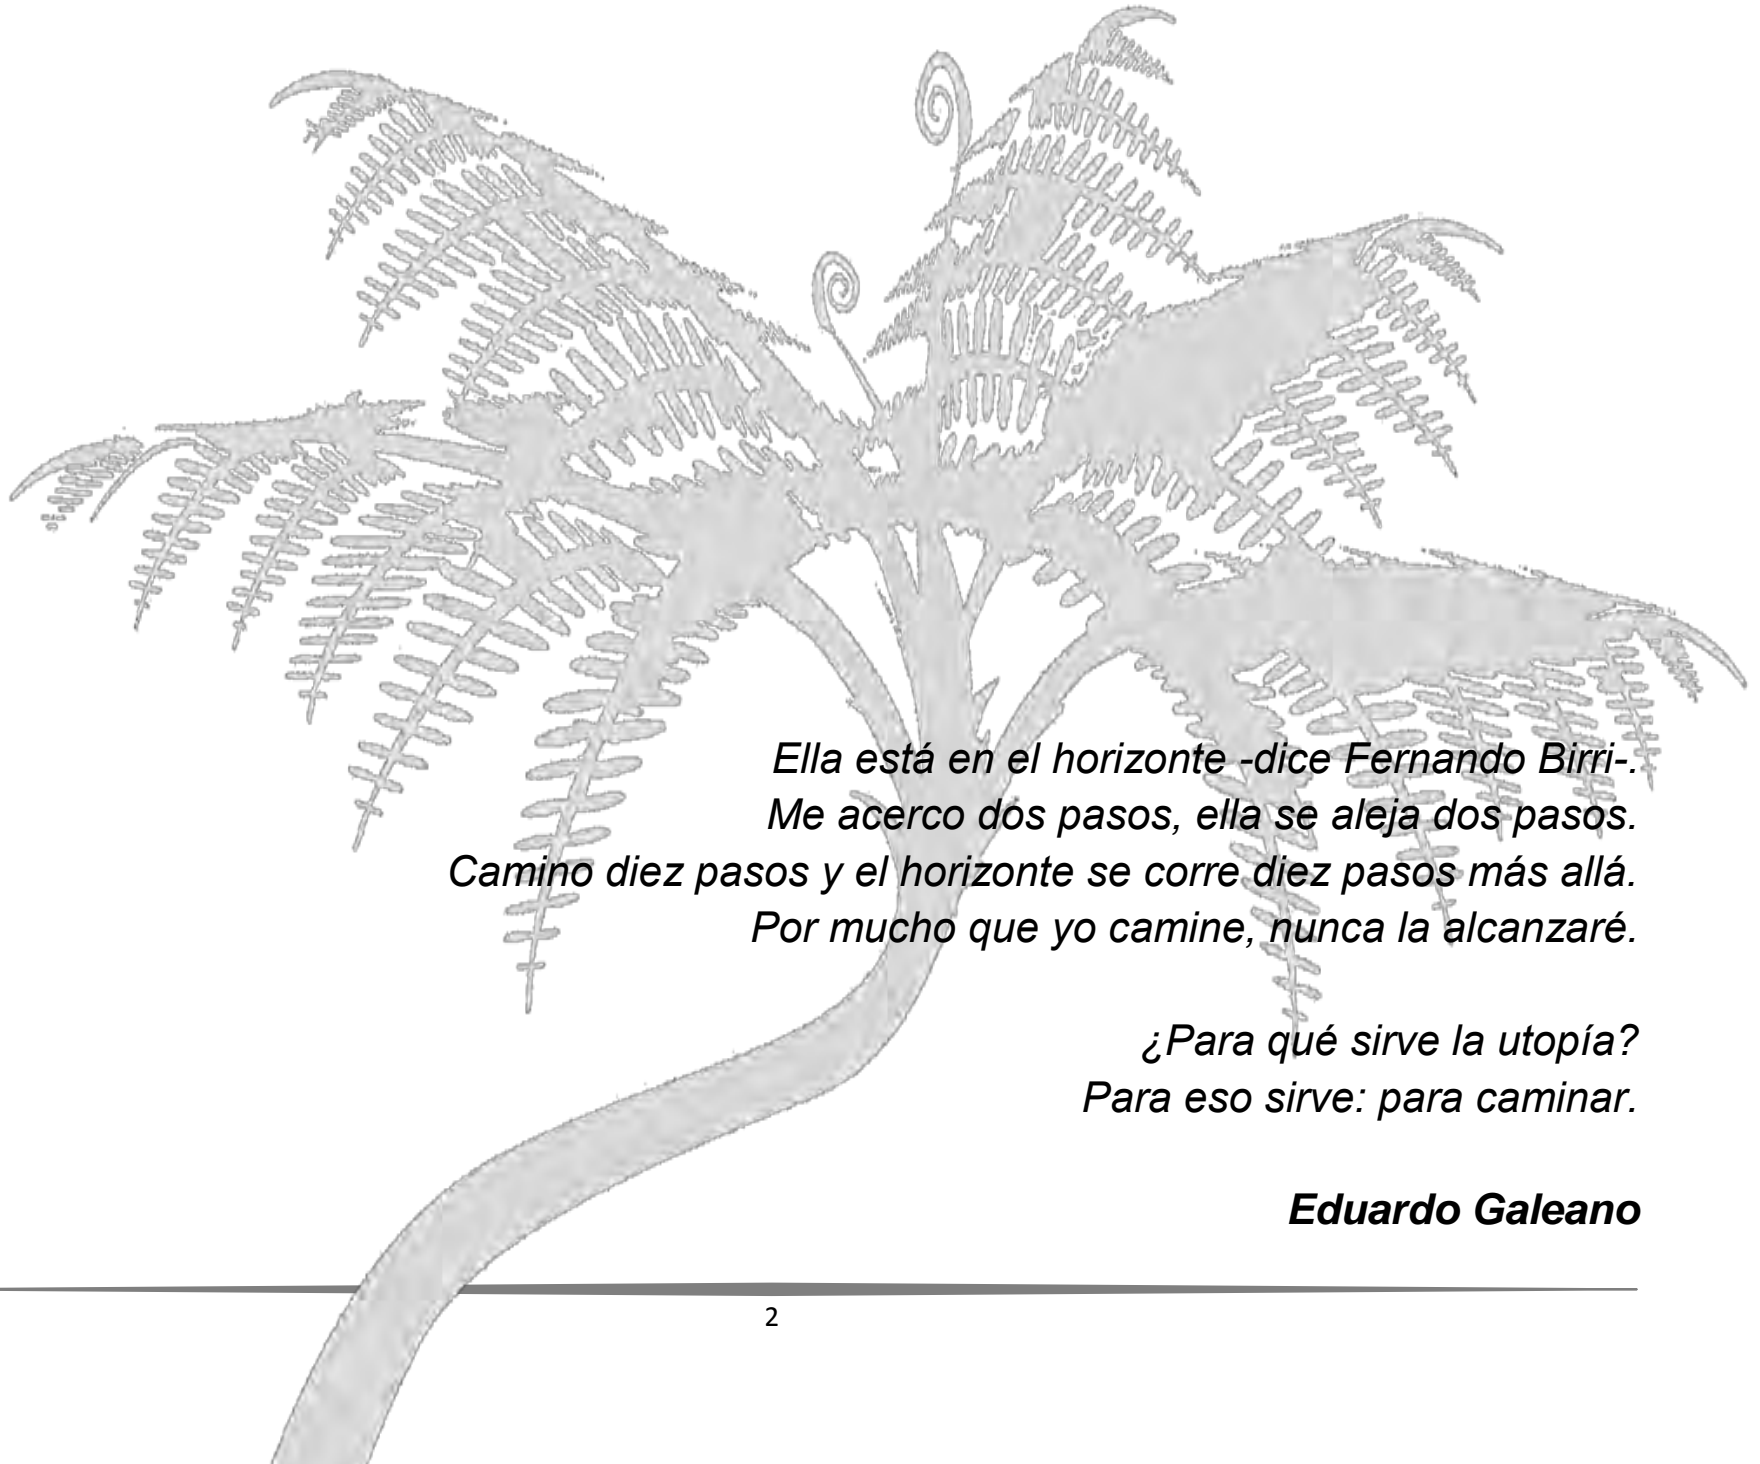 Ella está en el horizonte -dice Fernando Birri-.
Me acerco dos pasos, ella se aleja dos pasos.
Camino diez pasos y el horizonte se corre diez pasos más allá.
Por mucho que yo camine, nunca la alcanzaré.
¿Para qué sirve la utopía?
Para eso sirve: para caminar.
Eduardo Galeano
2